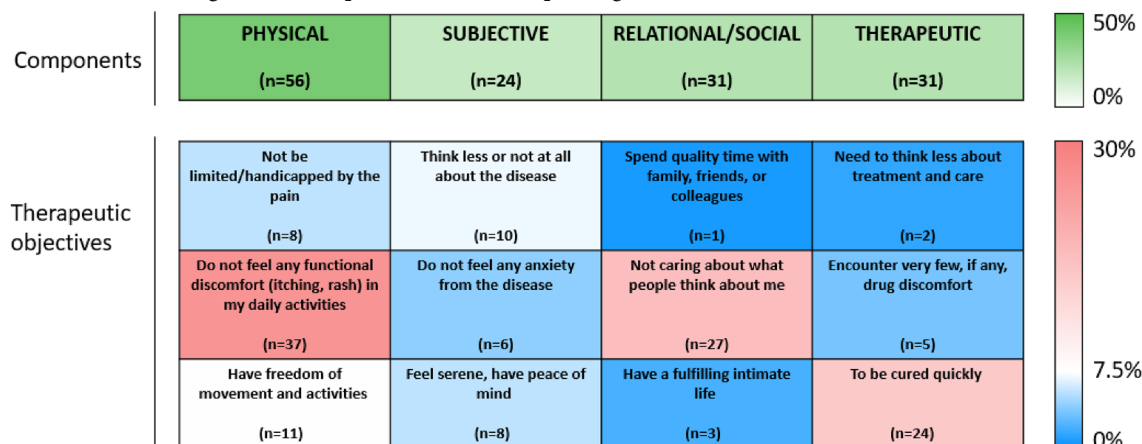 Components
PHYSICAL
(n=56)
SUBJECTIVE
(n=24)
RELATIONAL/SOCIAL
(n=31)
THERAPEUTIC
(n=31)
50%
0%
Therapeutic
objectives
Not be
limited/handicapped by the
pain
(n=8)
Think less or not at all
about the disease
(n=10)
Spend quality time with
family, friends, or
colleagues
(n=1)
Need to think less about
treatment and care
(n=2)
Do not feel any functional
discomfort (itching, rash) in
my daily activities
(n=37)
Do not feel any anxiety
from the disease
(n=6)
Not caring about what
people think about me
(n=27)
Encounter very few, if any,
drug discomfort
(n=5)
Have freedom of
movement and activities
(n=11)
Feel serene, have peace of
mind
(n=8)
Have a fulfilling intimate
life
(n=3)
To be cured quickly
(n=24)
30%
7.5%
0%